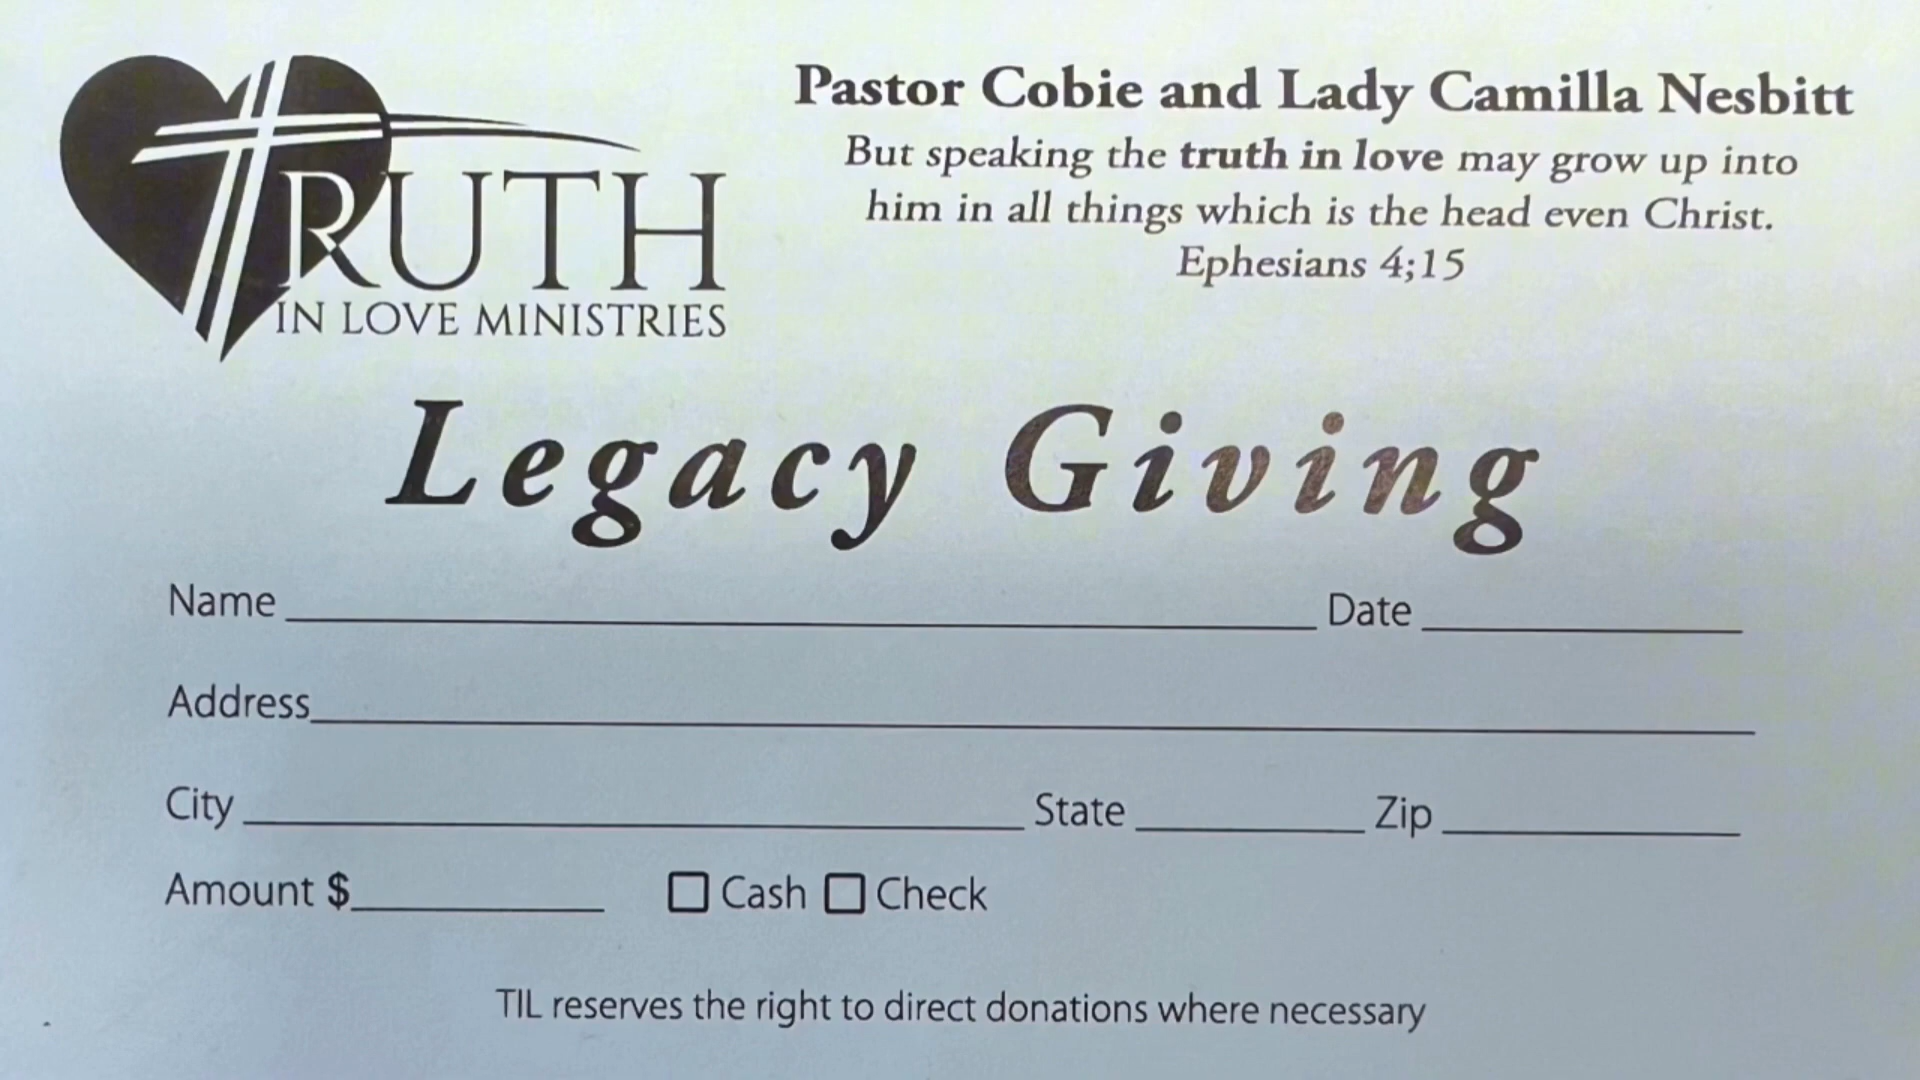 TRUTH
IN LOVE MINISTRIES
Pastor Cobie and Lady Camilla Nesbitt
But speaking the truth in love may grow up into
him in all things which is the head even Christ.
Ephesians 4;15
Legacy Giving
Name Date
Address
City State Zip
Amount $ Cash Check
TIL reserves the right to direct donations where necessary